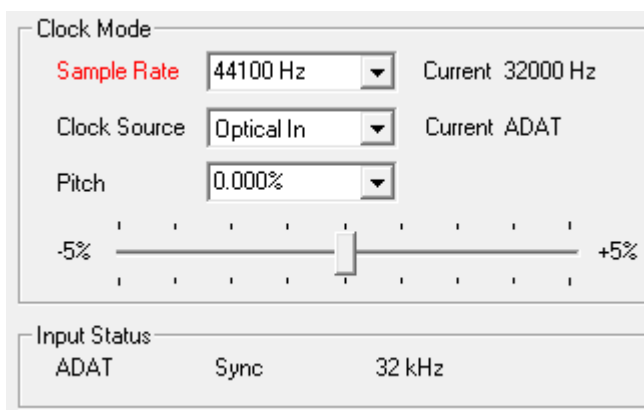 Clock Mode
Sample Rate 44100 Hz Current 32000 Hz
Clock Source Optical In Current ADAT
Pitch 0.000%
-5% +5%
Input Status
ADAT Sync 32 kHz